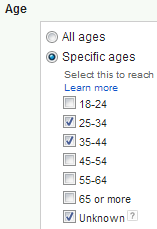 Age
All ages
Specific ages
Select this to reach
Learn more
18-24
25-34
35-44
45-54
55-64
65 or more
Unknown ?